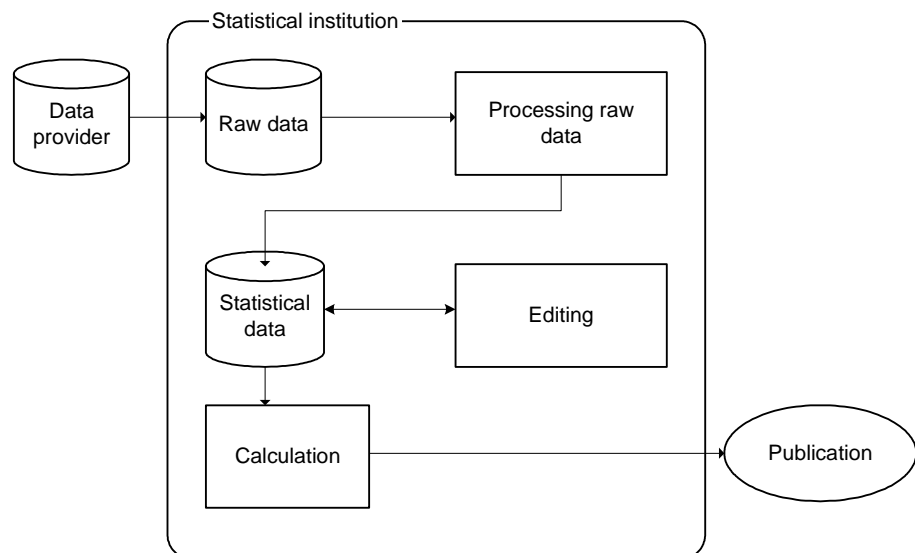 Statistical institution
Data
provider
Raw data
Processing raw
data
Statistical
data
Editing
Calculation
Publication